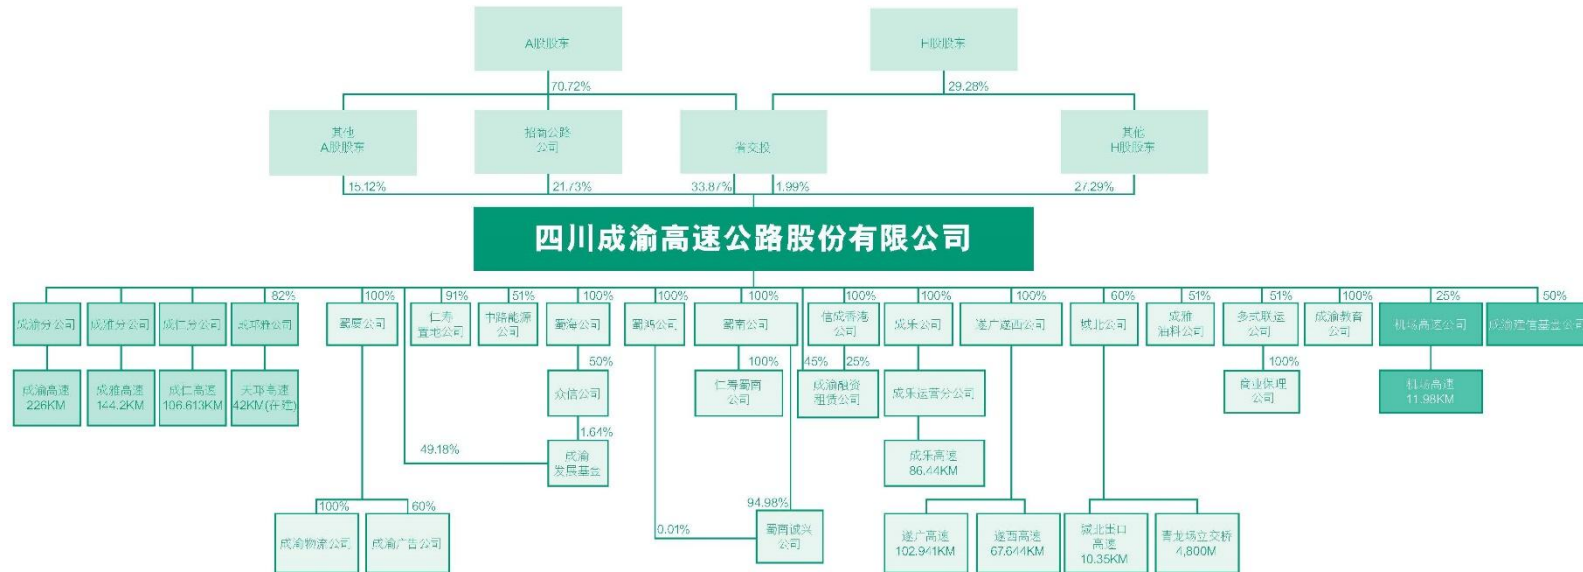 A股股东
H股股东
70.72%
29.28%
其他
A股股东
招商公路
公司
省交投
其他
H股股东
15.12%
21.73%
33.87%
1.99%
27.29%
四川成渝高速公路股份有限公司
82%
100%
91%
51%
100%
100%
100%
100%
100%
100%
60%
51%
51%
100%
25%
50%
成渝分公司
成雅分公司
成仁分公司
成邛雅公司
蜀厦公司
仁寿
置地公司
中路能源
公司
蜀海公司
蜀鸿公司
蜀南公司
信成香港
公司
成乐公司
遂广遂西公司
城北公司
成雅
油料公司
多式联运
公司
成渝教育
公司
机场高速公司
成渝建信基金公司
50%
100%
45%
25%
100%
成渝高速
226KM
成雅高速
144.2KM
成仁高速
106.613KM
天邛高速
42KM(在建)
众信公司
仁寿蜀南
公司
成渝融资
租赁公司
成乐运营分公司
商业保理
公司
机场高速
11.98KM
1.64%
49.18%
成渝
发展基金
成乐高速
86.44KM
94.98%
100%
60%
0.01%
成渝物流公司
成渝广告公司
蜀南诚兴
公司
遂广高速
102.941KM
遂西高速
67.644KM
城北出口
高速
10.35KM
青龙场立交桥
4,800M